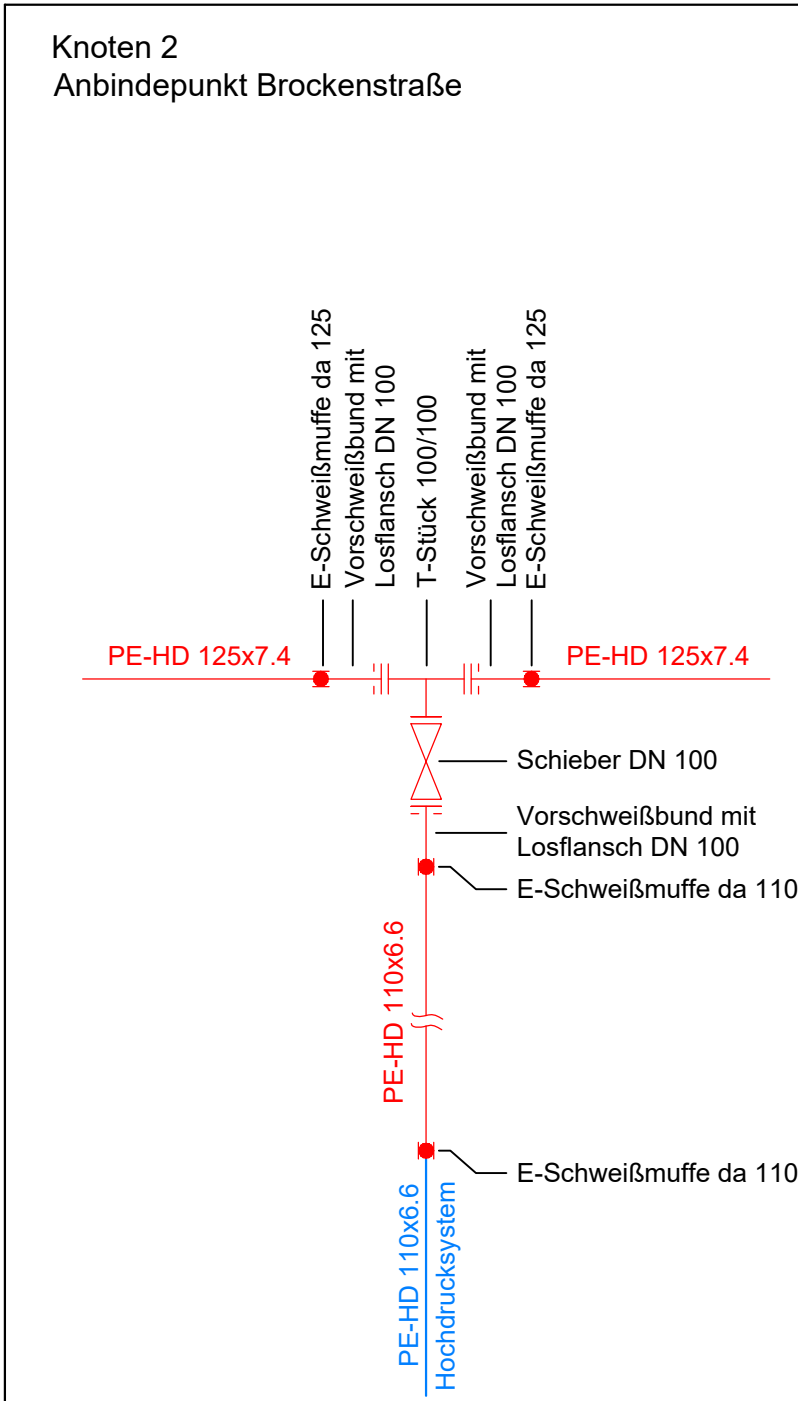 Knoten 2
Anbindepunkt Brockenstraße
E-Schweißmuffe da 125
Vorschweißbund mit
Losflansch DN 100
T-Stück 100/100
Vorschweißbund mit
Losflansch DN 100
E-Schweißmuffe da 125
PE-HD 125x7.4
PE-HD 125x7.4
Schieber DN 100
Vorschweißbund mit
Losflansch DN 100
E-Schweißmuffe da 110
PE-HD 110x6.6
E-Schweißmuffe da 110
PE-HD 110x6.6
Hochdrucksystem